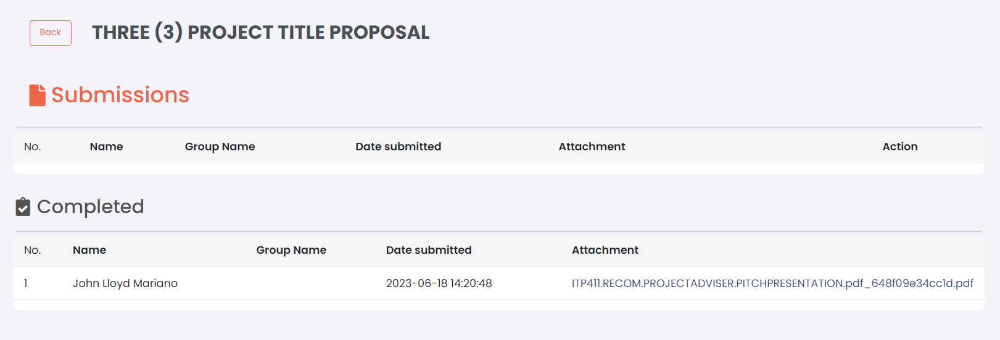 Back THREE (3) PROJECT TITLE PROPOSAL
Submissions
No. Name Group Name Date submitted Attachment Action
Completed
No. Name Group Name Date submitted Attachment
1 John Lloyd Mariano 2023-06-18 14:20:48 ITP411.RECOM.PROJECTADVISER.PITCHPRESENTATION.pdf_648f09e34cc1d.pdf